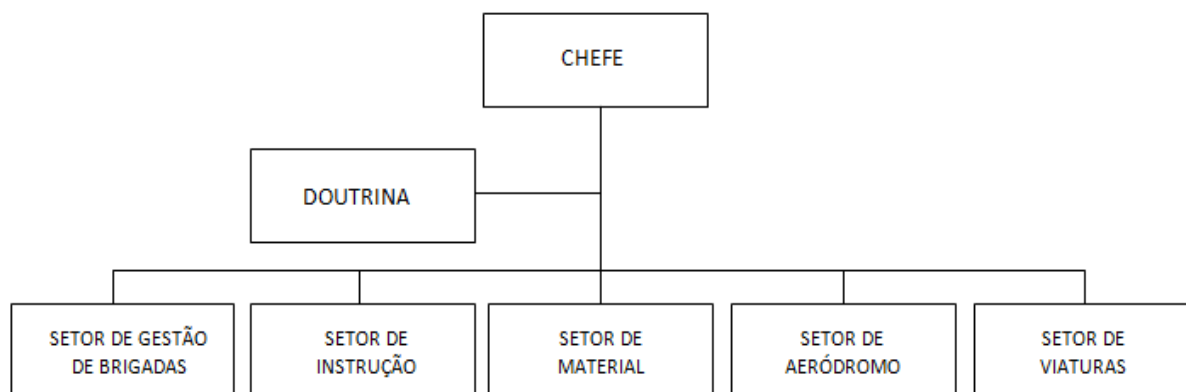 CHEFE
DOUTRINA
SETOR DE GESTÃO
DE BRIGADAS
SETOR DE
INSTRUÇÃO
SETOR DE
MATERIAL
SETOR DE
AERÓDROMO
SETOR DE
VIATURAS